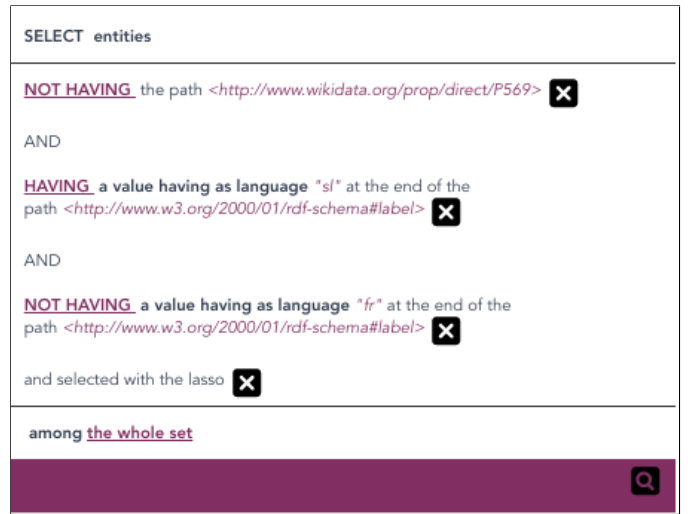 SELECT entities
NOT HAVING the path <http://www.wikidata.org/prop/direct/P569>
AND
HAVING a value having as language "sl" at the end of the
path <http://www.w3.org/2000/01/rdf-schema#label>
AND
NOT HAVING a value having as language "fr" at the end of the
path <http://www.w3.org/2000/01/rdf-schema#label>
and selected with the lasso
among the whole set